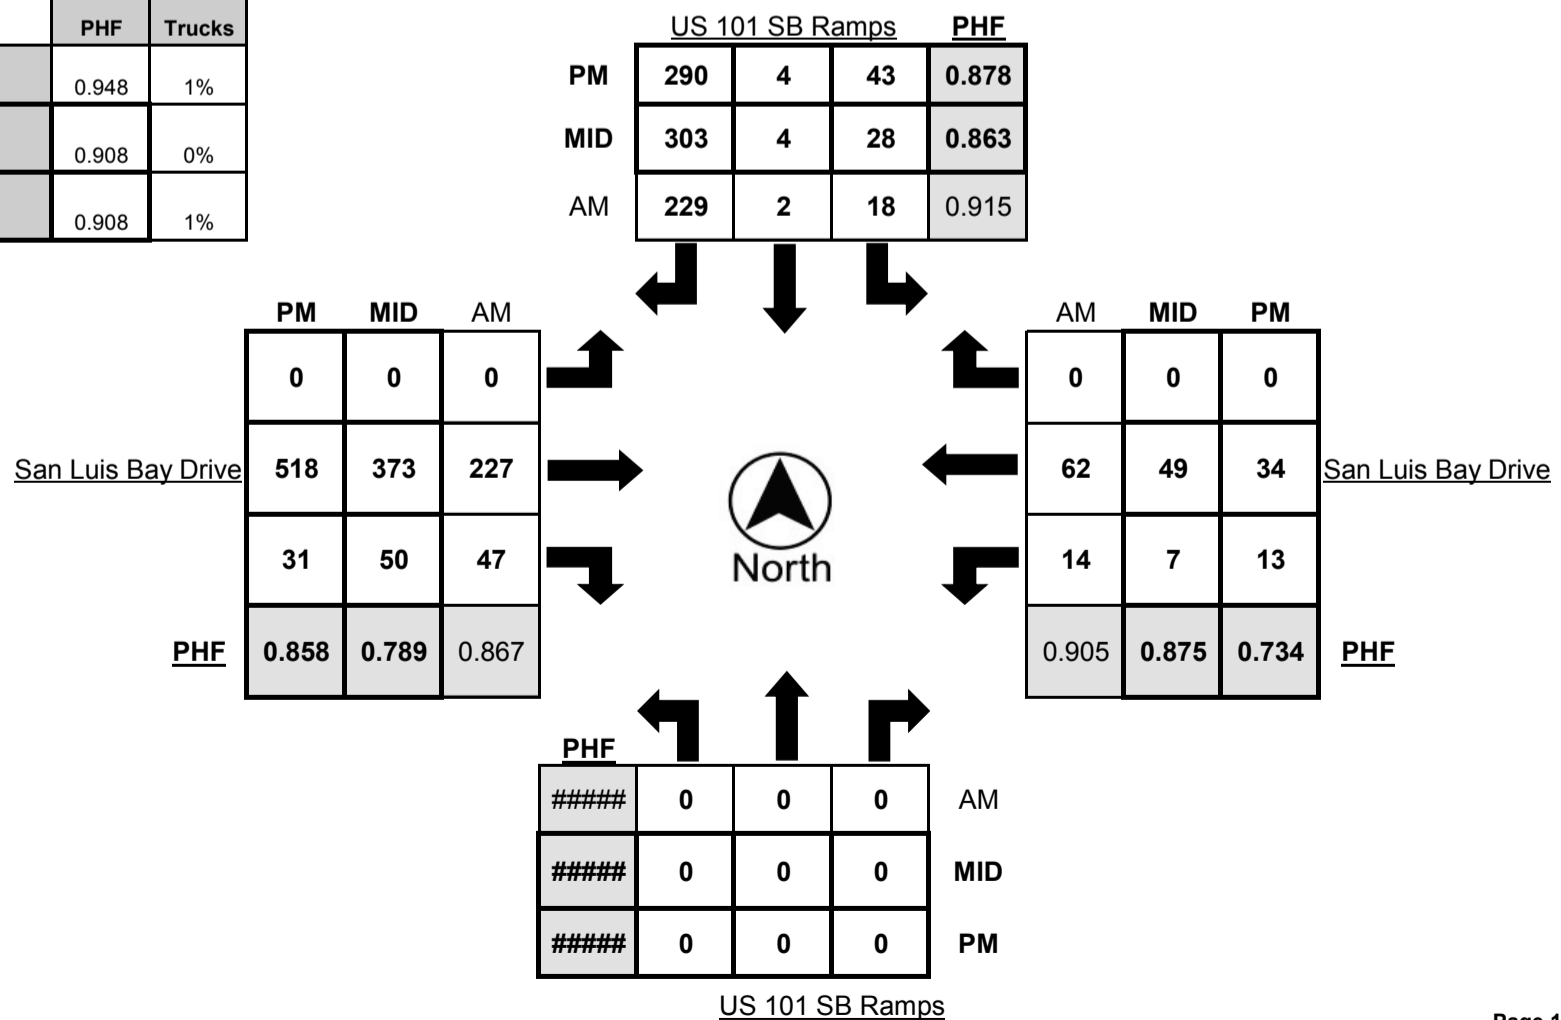 PHF Trucks
0.948 1%
0.908 0%
0.908 1%
US 101 SB Ramps PHF
PM 290 4 43 0.878
MID 303 4 28 0.863
AM 229 2 18 0.915
PM MID AM
0 0 0
San Luis Bay Drive 518 373 227
31 50 47
PHF 0.858 0.789 0.867
North
AM MID PM
0 0 0
62 49 34 San Luis Bay Drive
14 7 13
0.905 0.875 0.734 PHF
PHF
##### 0 0 0 AM
##### 0 0 0 MID
##### 0 0 0 PM
US 101 SB Ramps
Page 1